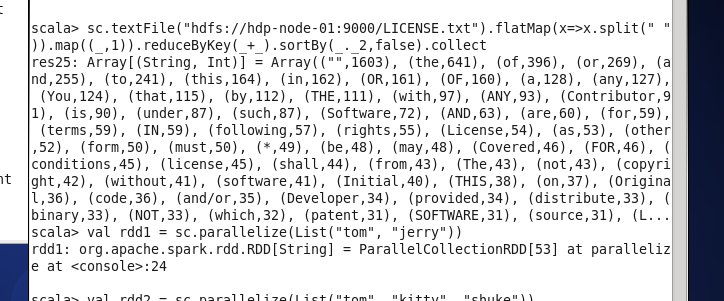 scala> sc.textFile("hdfs://hdp-node-01:9000/LICENSE.txt").flatMap(x=>x.split(" "
)).map((_,1)).reduceByKey(_+_).sortBy(_._2,false).collect
res25: Array[(String, Int)] = Array(("",1603), (the,641), (of,396), (or,269), (a
nd,255), (to,241), (this,164), (in,162), (OR,161), (OF,160), (a,128), (any,127),
(You,124), (that,115), (by,112), (THE,111), (with,97), (ANY,93), (Contributor,9
1), (is,90), (under,87), (such,87), (Software,72), (AND,63), (are,60), (for,59),
(terms,59), (IN,59), (following,57), (rights,55), (License,54), (as,53), (other
,52), (form,50), (must,50), (*,49), (be,48), (may,48), (Covered,46), (FOR,46), (
conditions,45), (license,45), (shall,44), (from,43), (The,43), (not,43), (copyri
ght,42), (without,41), (software,41), (Initial,40), (THIS,38), (on,37), (Origina
l,36), (code,36), (and/or,35), (Developer,34), (provided,34), (distribute,33), (
binary,33), (NOT,33), (which,32), (patent,31), (SOFTWARE,31), (source,31), (L...
scala> val rdd1 = sc.parallelize(List("tom", "jerry"))
rdd1: org.apache.spark.rdd.RDD[String] = ParallelCollectionRDD[53] at paralleliz
e at <console>:24
scala> val rdd2 = sc.parallelize(List("tom", "kitty", "shuke"))